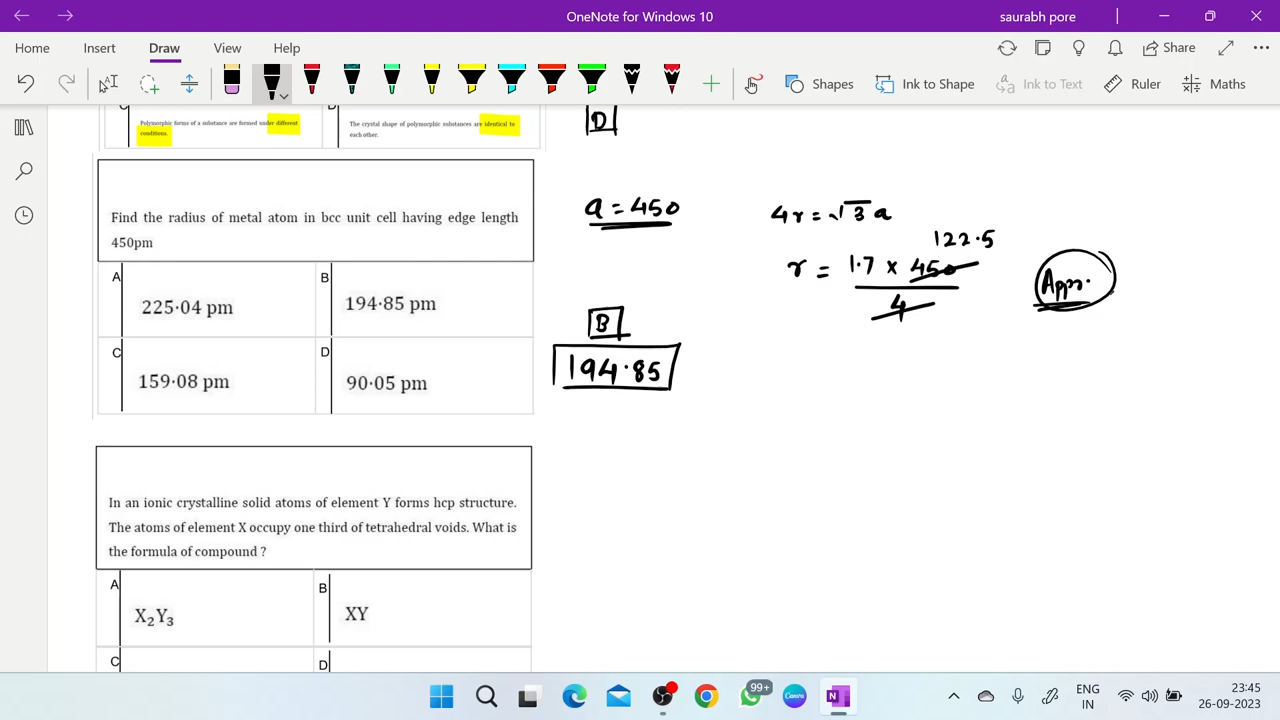 OneNote for Windows 10
saurabh pore
Home Insert Draw View Help
Share
Shapes
Ink to Shape
Ink to Text
Ruler
Maths
C
Polymorphic forms of a substance are formed under different conditions.
D
The crystal shape of polymorphic substances are identical to each other.
D
Find the radius of metal atom in bcc unit cell having edge length
450pm
A
225·04 pm
B
194·85 pm
C
159·08 pm
D
90·05 pm
a = 450
B
194·85
4r = √3 a
122·5
r = 1·7 × 450
4
Appr.
In an ionic crystalline solid atoms of element Y forms hcp structure.
The atoms of element X occupy one third of tetrahedral voids. What is
the formula of compound ?
A
X₂Y₃
B
XY
C
D
99+
ENG
IN
23:45
26-09-2023